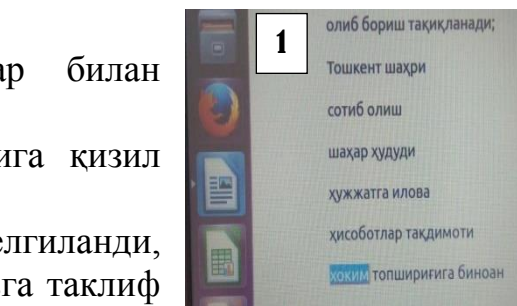 ар билан
ига қизил
елгиланди,
га таклиф
1
олиб бориш тақиқланади;
Тошкент шаҳри
сотиб олиш
шаҳар ҳудуди
ҳужжатга илова
ҳисоботлар тақдимоти
ҳоким топшириғига биноан